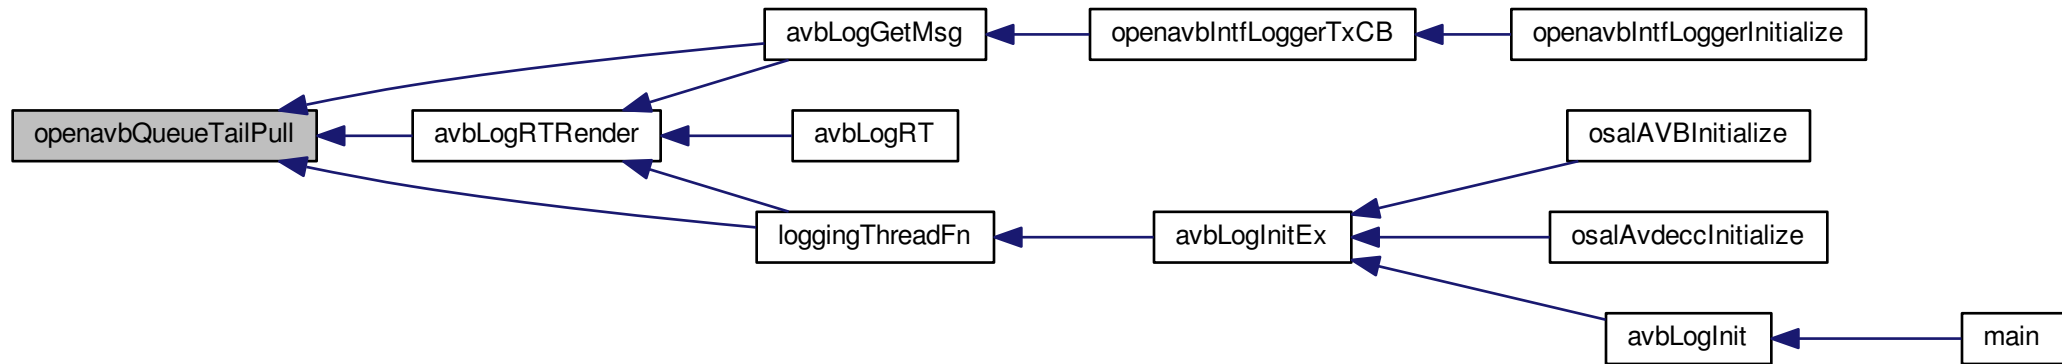 avbLogGetMsg
openavbIntfLoggerTxCB
openavbIntfLoggerInitialize
openavbQueueTailPull
avbLogRTRender
avbLogRT
osalAVBInitialize
loggingThreadFn
avbLogInitEx
osalAvdeccInitialize
avbLogInit
main